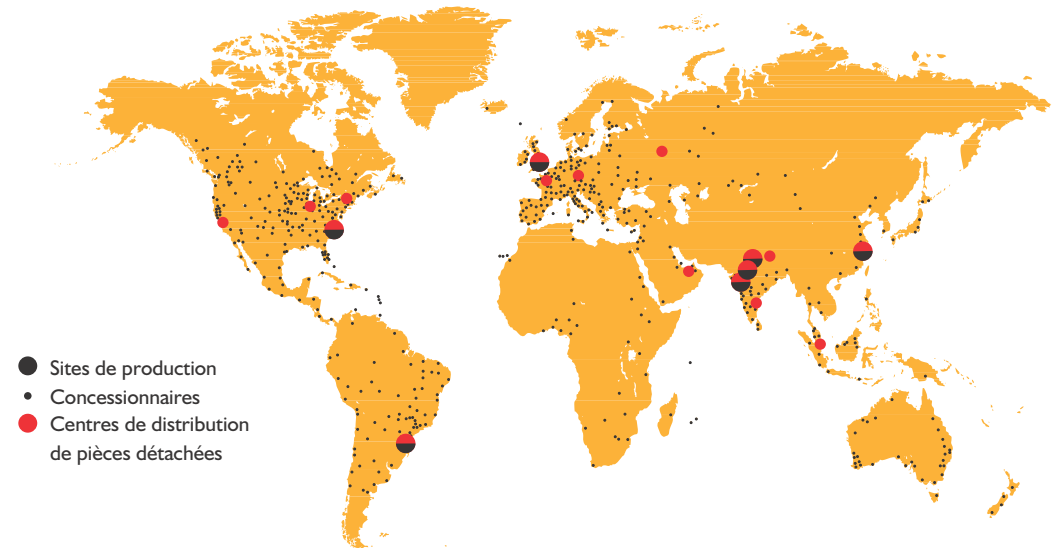 Sites de production
Concessionnaires
Centres de distribution
de pièces détachées